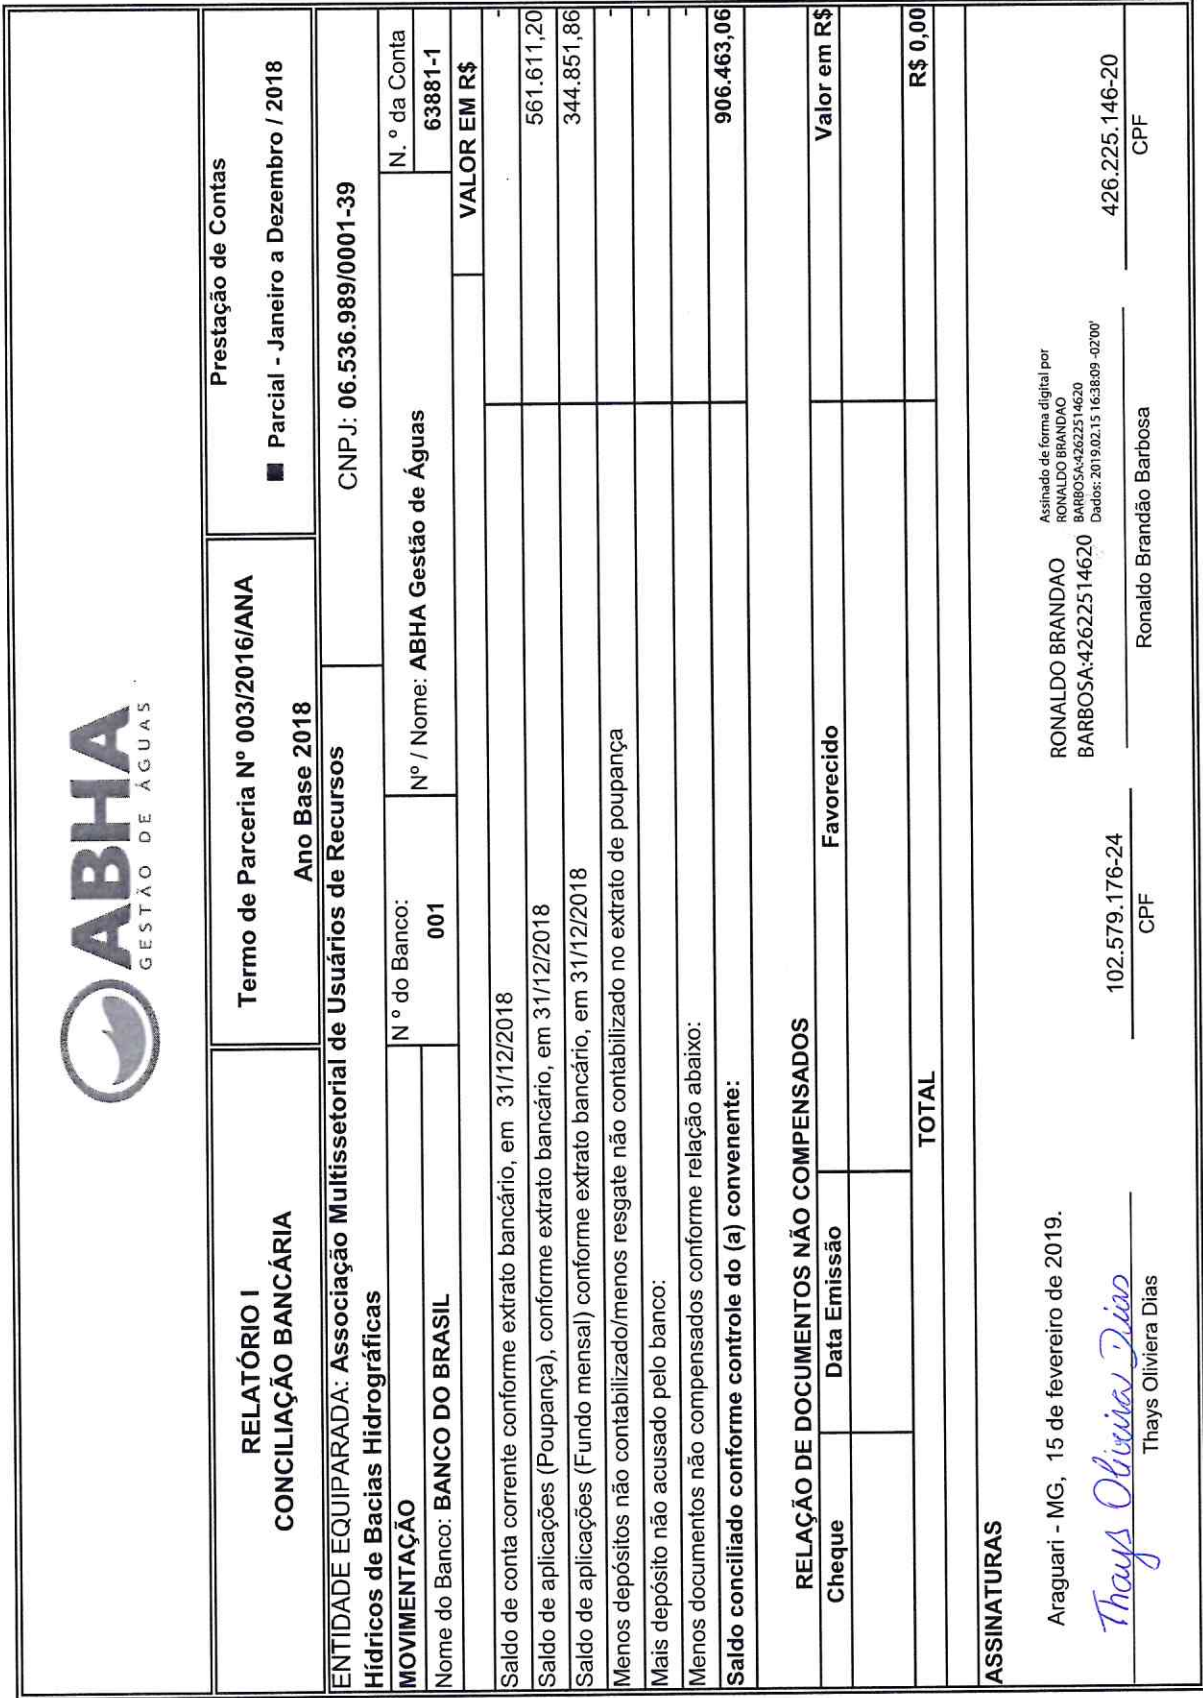 ABHA
GESTÃO DE ÁGUAS
RELATÓRIO I
CONCILIAÇÃO BANCÁRIA
Termo de Parceria Nº 003/2016/ANA
Ano Base 2018
Prestação de Contas
■ Parcial - Janeiro a Dezembro / 2018
ENTIDADE EQUIPARADA: Associação Multissetorial de Usuários de Recursos
Hídricos de Bacias Hidrográficas
CNPJ: 06.536.989/0001-39
MOVIMENTAÇÃO
Nome do Banco: BANCO DO BRASIL
N º do Banco:
001
Nº / Nome: ABHA Gestão de Águas
N. º da Conta
63881-1
VALOR EM R$
Saldo de conta corrente conforme extrato bancário, em 31/12/2018 -
Saldo de aplicações (Poupança), conforme extrato bancário, em 31/12/2018 561.611,20
Saldo de aplicações (Fundo mensal) conforme extrato bancário, em 31/12/2018 344.851,86
Menos depósitos não contabilizado/menos resgate não contabilizado no extrato de poupança -
Mais depósito não acusado pelo banco: -
Menos documentos não compensados conforme relação abaixo: -
Saldo conciliado conforme controle do (a) convenente: 906.463,06
RELAÇÃO DE DOCUMENTOS NÃO COMPENSADOS
Cheque Data Emissão Favorecido Valor em R$
TOTAL R$ 0,00
ASSINATURAS
Araguari - MG, 15 de fevereiro de 2019.
Thays Oliveira Dias
Thays Oliviera Dias
102.579.176-24
CPF
RONALDO BRANDAO
BARBOSA:42622514620
Assinado de forma digital por
RONALDO BRANDAO
BARBOSA:42622514620
Dados: 2019.02.15 16:38:09 -02'00'
Ronaldo Brandão Barbosa
426.225.146-20
CPF